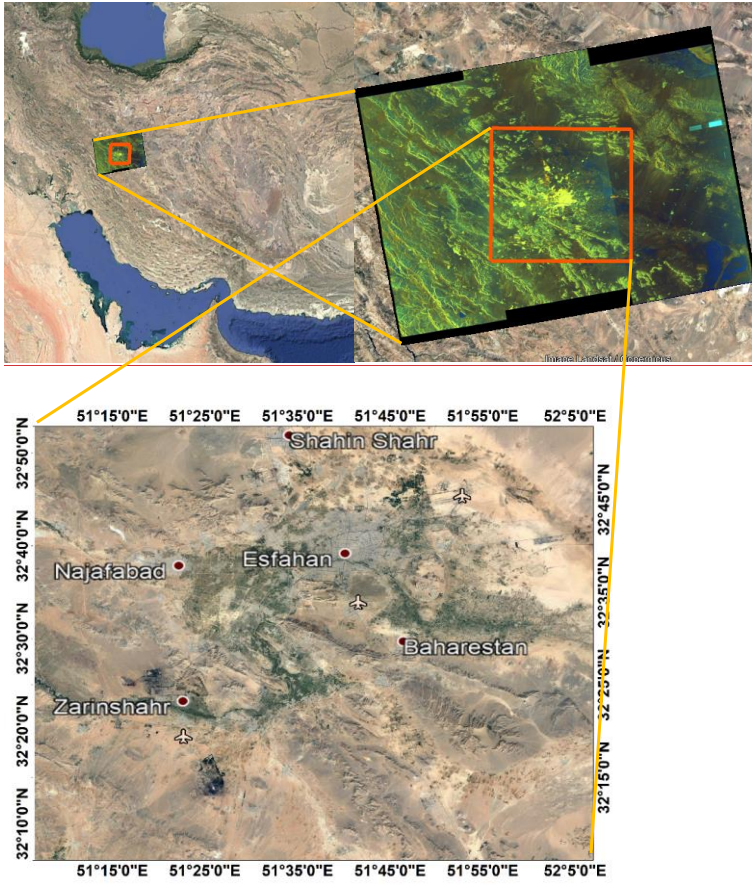 Image Landsat / Copernicus
51°15'0"E 51°25'0"E 51°35'0"E 51°45'0"E 51°55'0"E 52°5'0"E
32°50'0"N
Shahin Shahr
32°45'0"N
32°40'0"N
Esfahan
Najafabad
32°35'0"N
32°30'0"N
Baharestan
32°25'0"N
Zarinshahr
32°20'0"N
32°15'0"N
32°10'0"N
51°15'0"E 51°25'0"E 51°35'0"E 51°45'0"E 51°55'0"E 52°5'0"E